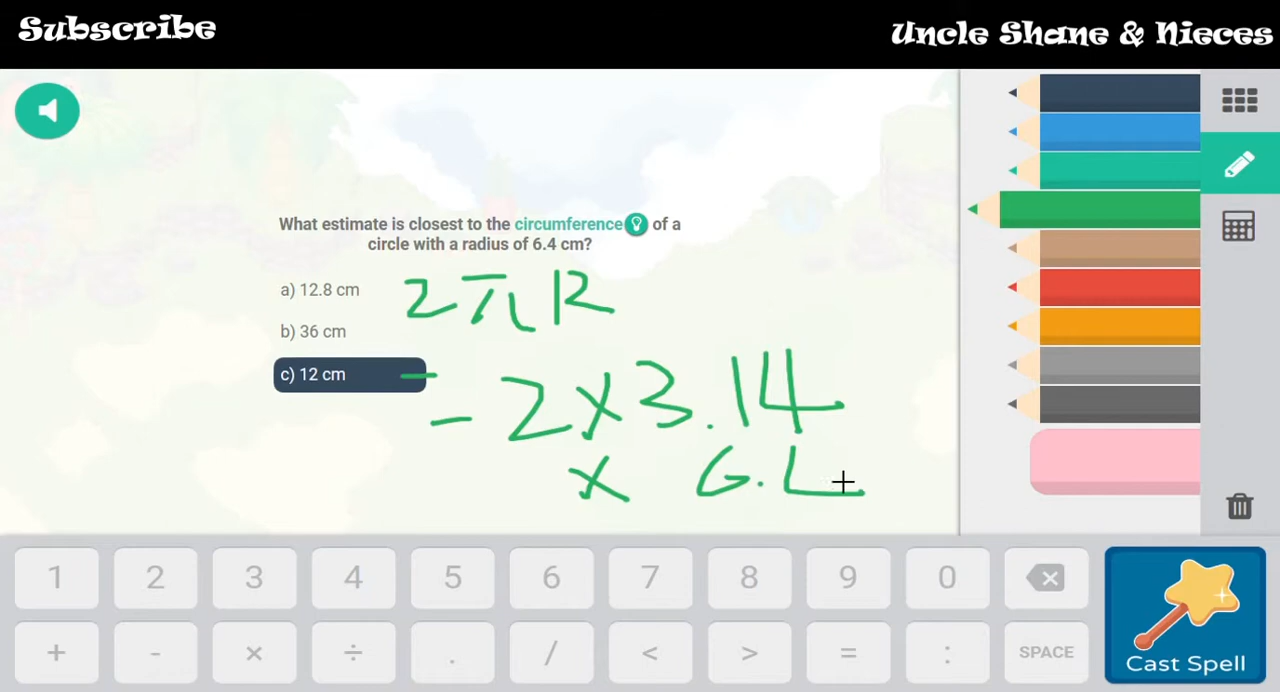 Subscribe
Uncle Shane & Nieces
What estimate is closest to the circumference of a
circle with a radius of 6.4 cm?
a) 12.8 cm
2πR
b) 36 cm
c) 12 cm
= 2×3.14
× 6.
1 2 3 4 5 6 7 8 9 0
+ - × ÷ . / < > = : SPACE
Cast Spell